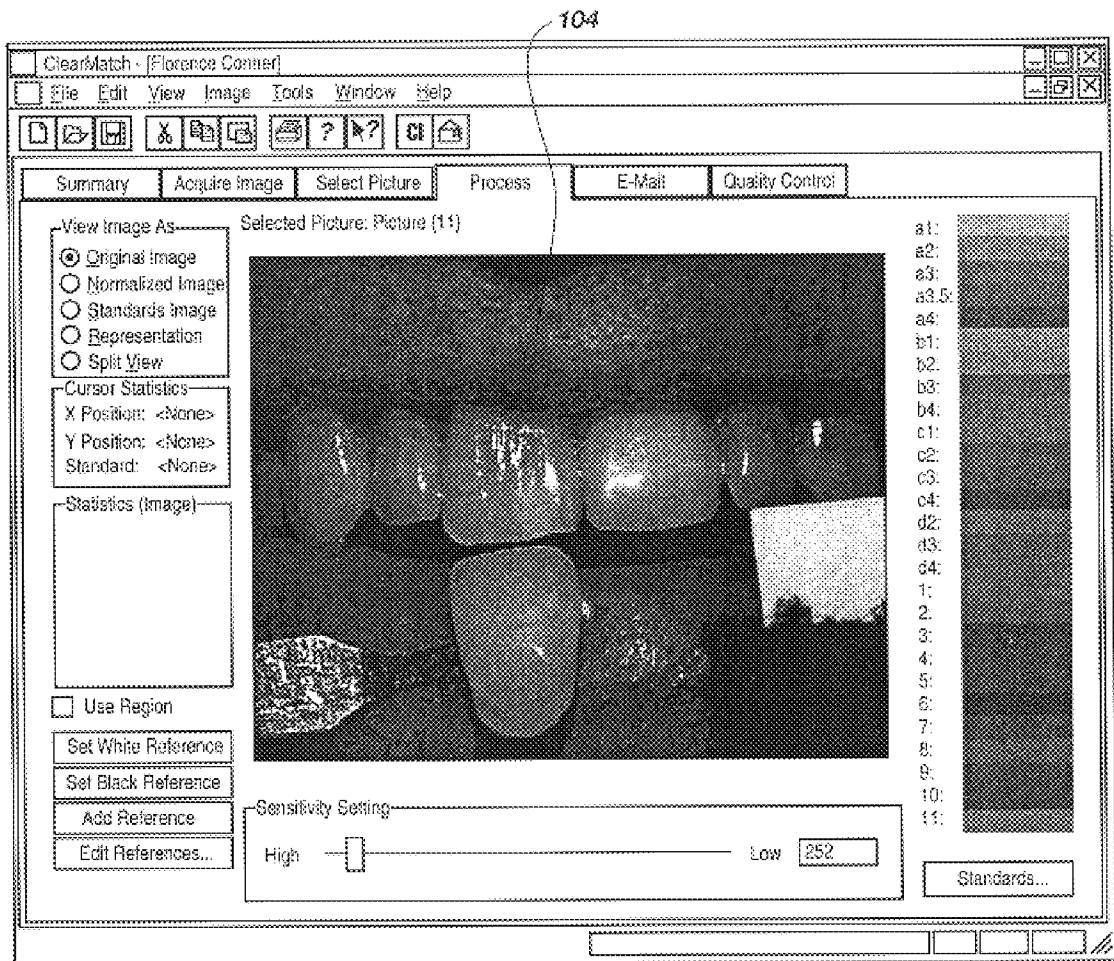 104
ClearMatch - [Florence Conner]
File Edit View Image Tools Window Help
? ? CI
Summary Acquire Image Select Picture Process E-Mail Quality Control
View Image As
Original Image
Normalized Image
Standards Image
Representation
Split View
Cursor Statistics
X Position: <None>
Y Position: <None>
Standard: <None>
Statistics (Image)
Use Region
Set White Reference
Set Black Reference
Add Reference
Edit References...
Selected Picture: Picture (11)
Sensitivity Setting
High Low 252
a1:
a2:
a3:
a3.5:
a4:
b1:
b2:
b3:
b4:
c1:
c2:
c3:
c4:
d2:
d3:
d4:
1:
2:
3:
4:
5:
6:
7:
8:
9:
10:
11:
Standards...